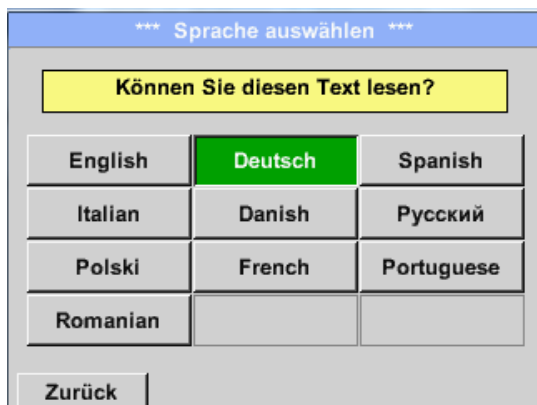 *** Sprache auswählen ***
Können Sie diesen Text lesen?
English Deutsch Spanish
Italian Danish Русский
Polski French Portuguese
Romanian
Zurück